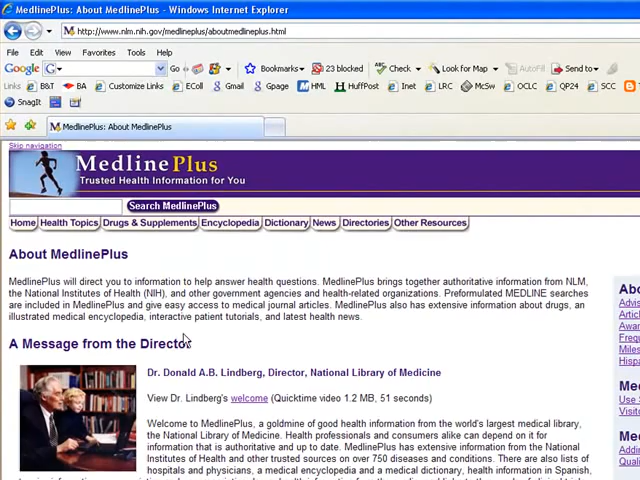 MedlinePlus: About MedlinePlus - Windows Internet Explorer
http://www.nlm.nih.gov/medlineplus/aboutmedlineplus.html
File Edit View Favorites Tools Help
Google G Go Bookmarks 23 blocked Check Look for Map AutoFill Send to
Links B&T BA Customize Links EColl Gmail Gpage HML HuffPost Inet LRC McSw OCLC QP24 SCC
SnagIt
MedlinePlus: About MedlinePlus
Skip navigation
MedlinePlus
Trusted Health Information for You
Search MedlinePlus
Home Health Topics Drugs & Supplements Encyclopedia Dictionary News Directories Other Resources
About MedlinePlus
MedlinePlus will direct you to information to help answer health questions. MedlinePlus brings together authoritative information from NLM,
the National Institutes of Health (NIH), and other government agencies and health-related organizations. Preformulated MEDLINE searches
are included in MedlinePlus and give easy access to medical journal articles. MedlinePlus also has extensive information about drugs, an
illustrated medical encyclopedia, interactive patient tutorials, and latest health news.
A Message from the Director
Dr. Donald A.B. Lindberg, Director, National Library of Medicine
View Dr. Lindberg's welcome (Quicktime video 1.2 MB, 51 seconds)
Welcome to MedlinePlus, a goldmine of good health information from the world's largest medical library,
the National Library of Medicine. Health professionals and consumers alike can depend on it for
information that is authoritative and up to date. MedlinePlus has extensive information from the National
Institutes of Health and other trusted sources on over 750 diseases and conditions. There are also lists of
hospitals and physicians, a medical encyclopedia and a medical dictionary, health information in Spanish,
Abo
Advis
Articl
Awar
Frequ
Miles
Hispa
Med
Use S
Visito
Med
Addin
Qualit